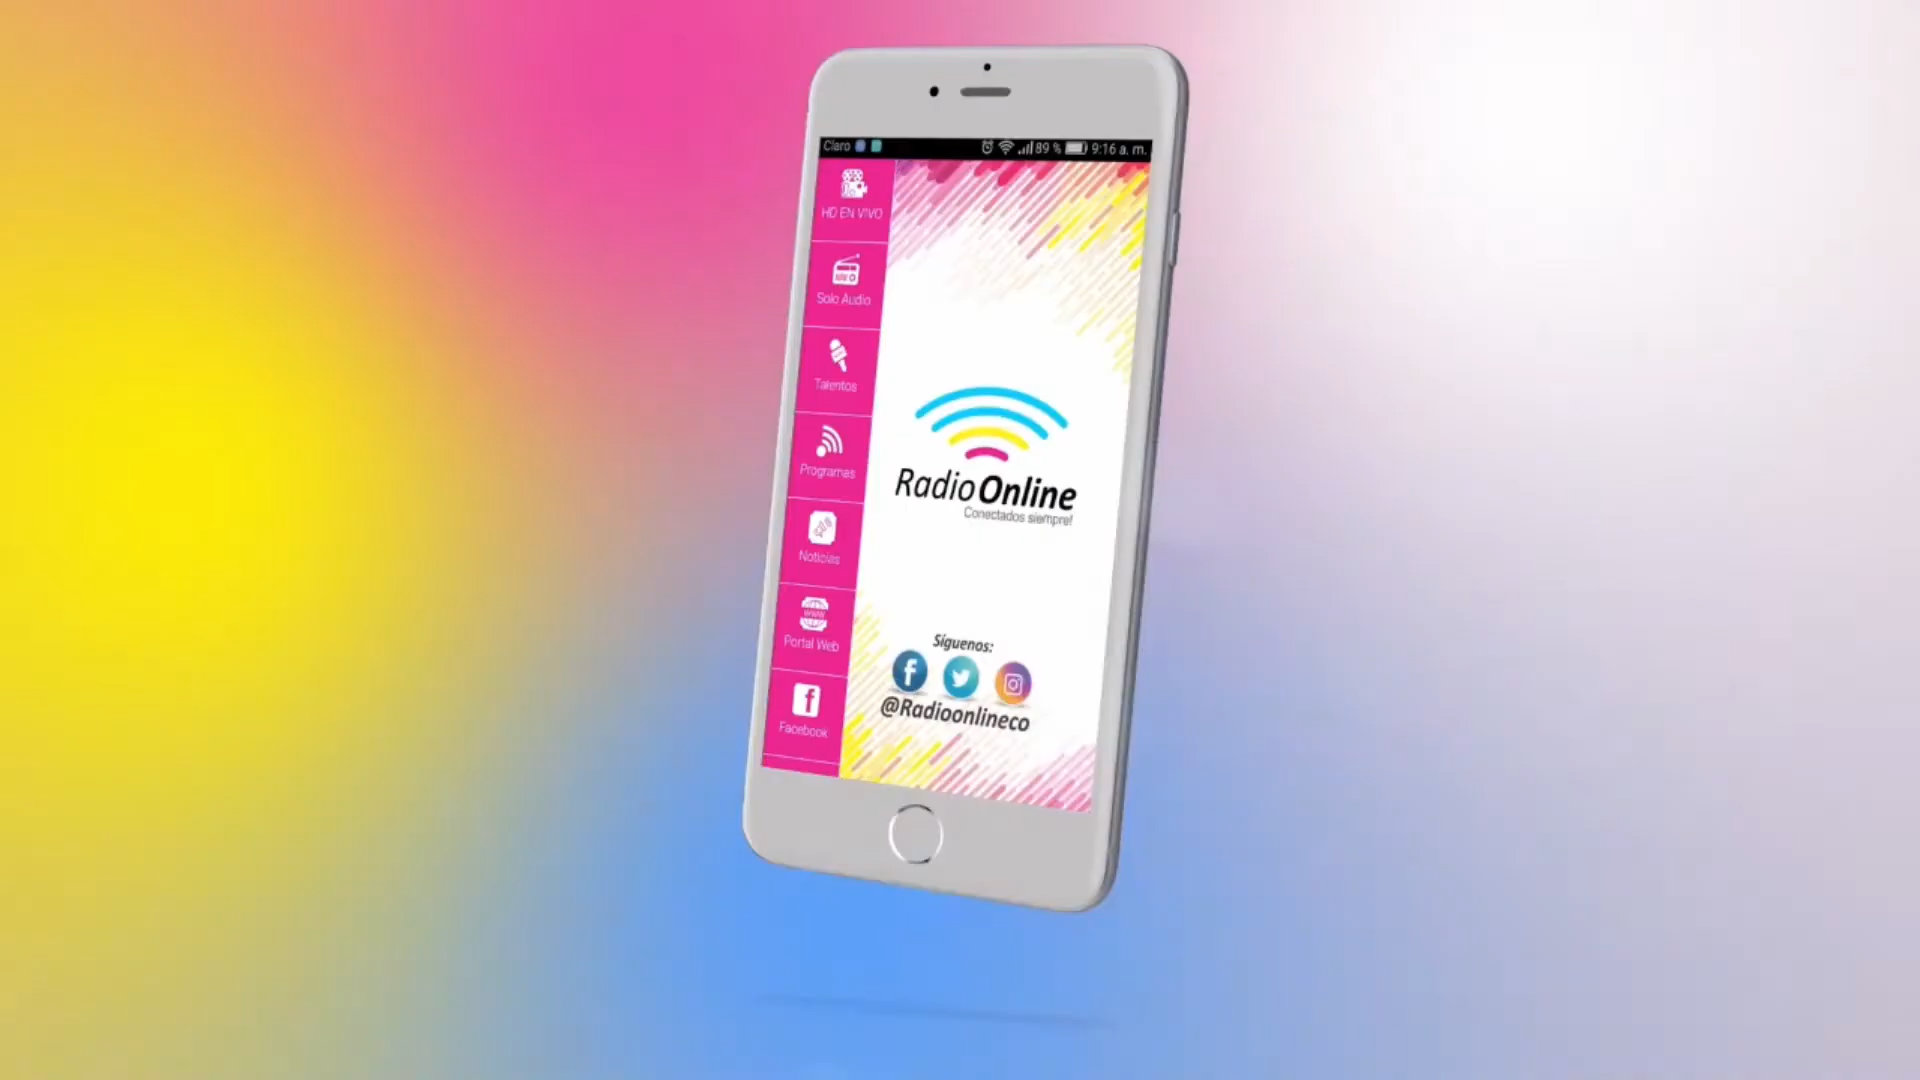 Claro 89 % 9:16 a. m.
HD EN VIVO
Solo Audio
Talentos
Programas
Noticias
WWW
Portal Web
Facebook
Radio Online
Conectados siempre!
Síguenos:
@Radioonlineco